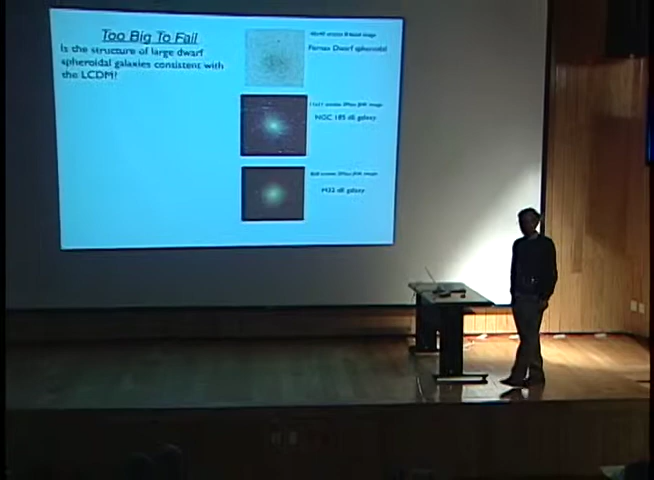 Too Big To Fail
Is the structure of large dwarf
spheroidal galaxies consistent with
the LCDM?
Fornax Dwarf spheroidal
NGC 185 dE galaxy
M32 dE galaxy